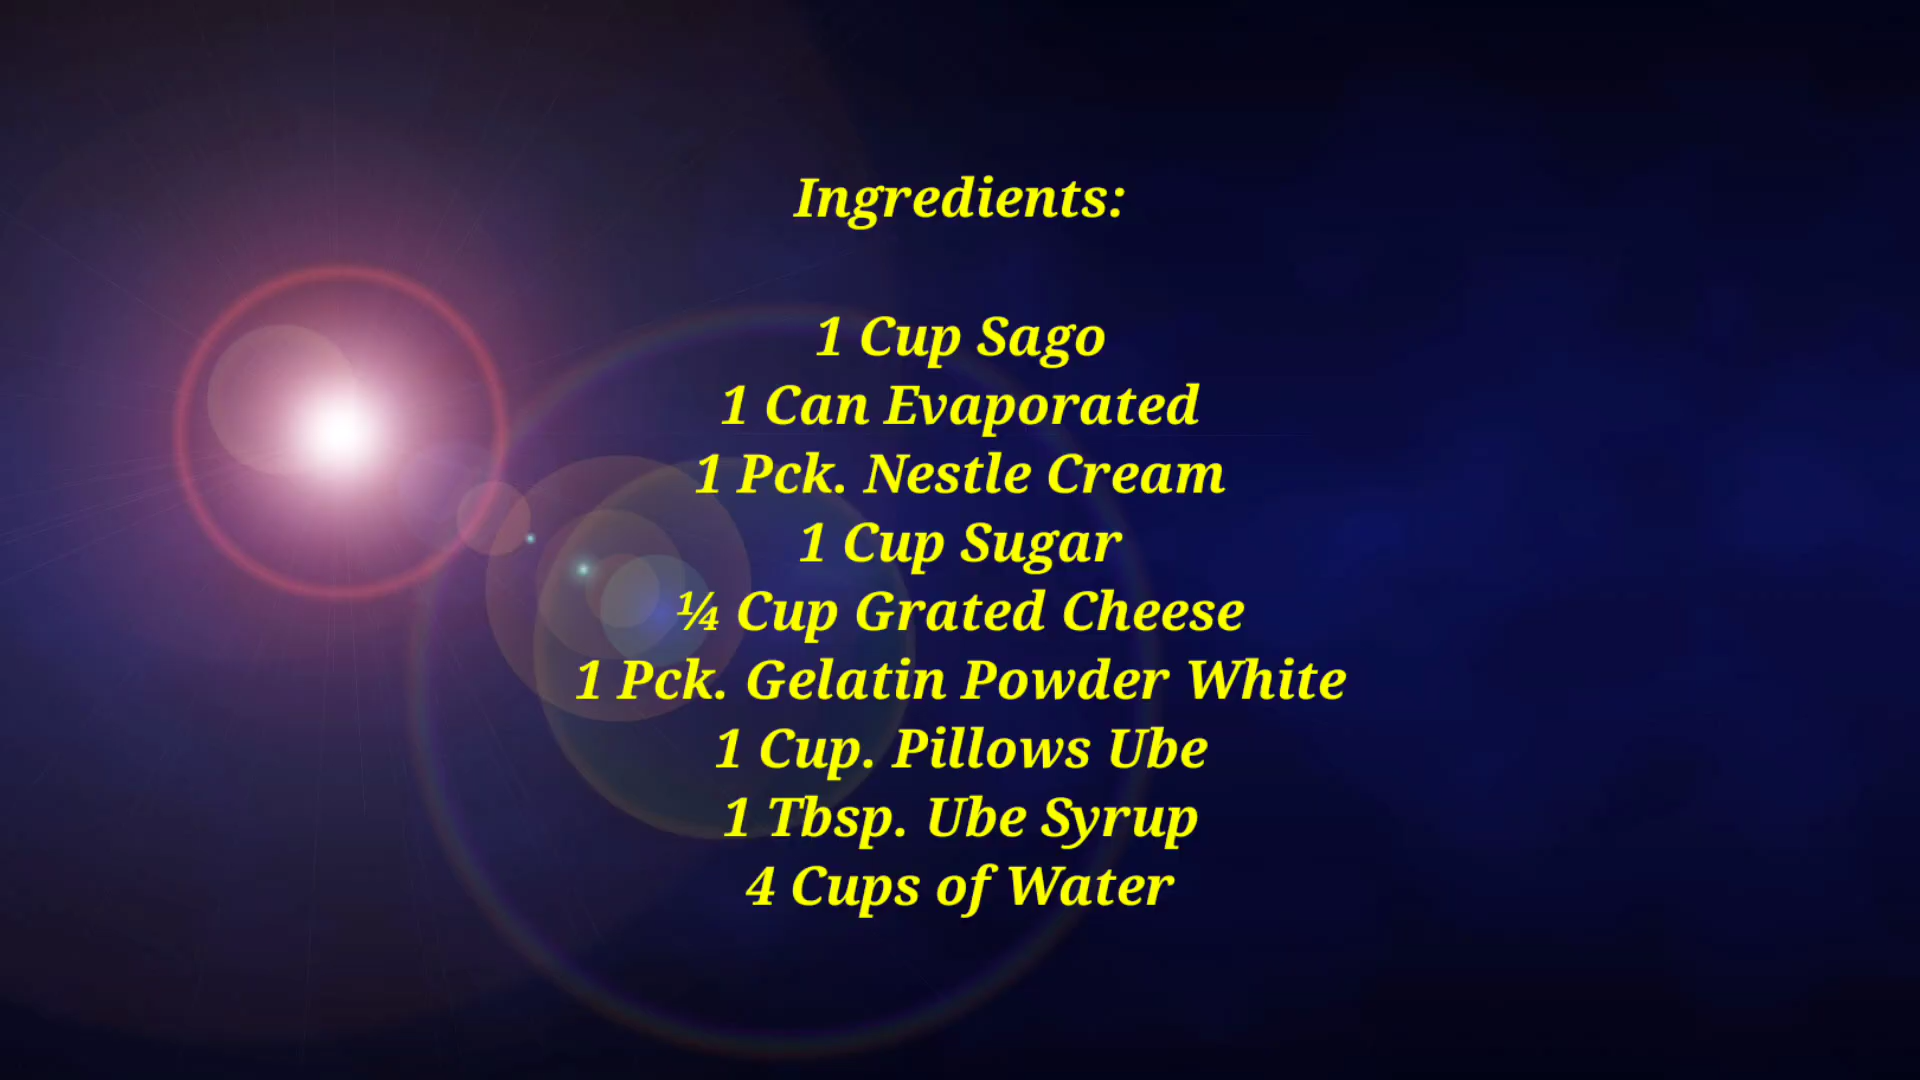 Ingredients:
1 Cup Sago
1 Can Evaporated
1 Pck. Nestle Cream
1 Cup Sugar
¼ Cup Grated Cheese
1 Pck. Gelatin Powder White
1 Cup. Pillows Ube
1 Tbsp. Ube Syrup
4 Cups of Water